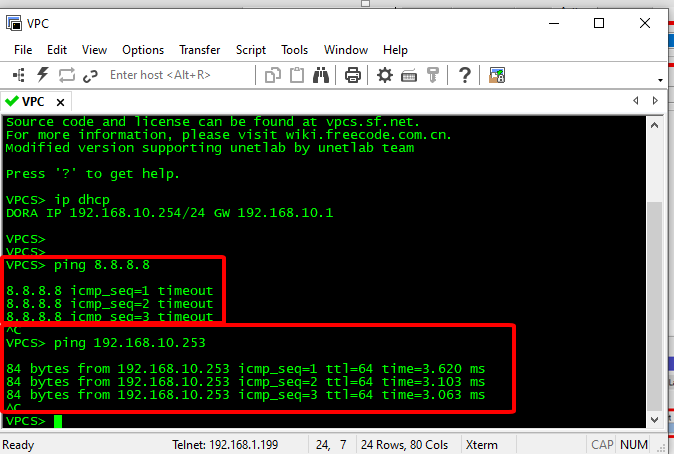 VPC
File Edit View Options Transfer Script Tools Window Help
Enter host <Alt+R>
VPC
Source code and license can be found at vpcs.sf.net.
For more information, please visit wiki.freecode.com.cn.
Modified version supporting unetlab by unetlab team
Press '?' to get help.
VPCS> ip dhcp
DORA IP 192.168.10.254/24 GW 192.168.10.1
VPCS>
VPCS>
VPCS> ping 8.8.8.8
8.8.8.8 icmp_seq=1 timeout
8.8.8.8 icmp_seq=2 timeout
8.8.8.8 icmp_seq=3 timeout
^C
VPCS> ping 192.168.10.253
84 bytes from 192.168.10.253 icmp_seq=1 ttl=64 time=3.620 ms
84 bytes from 192.168.10.253 icmp_seq=2 ttl=64 time=3.103 ms
84 bytes from 192.168.10.253 icmp_seq=3 ttl=64 time=3.063 ms
^C
VPCS>
Ready Telnet: 192.168.1.199 24, 7 24 Rows, 80 Cols Xterm CAP NUM